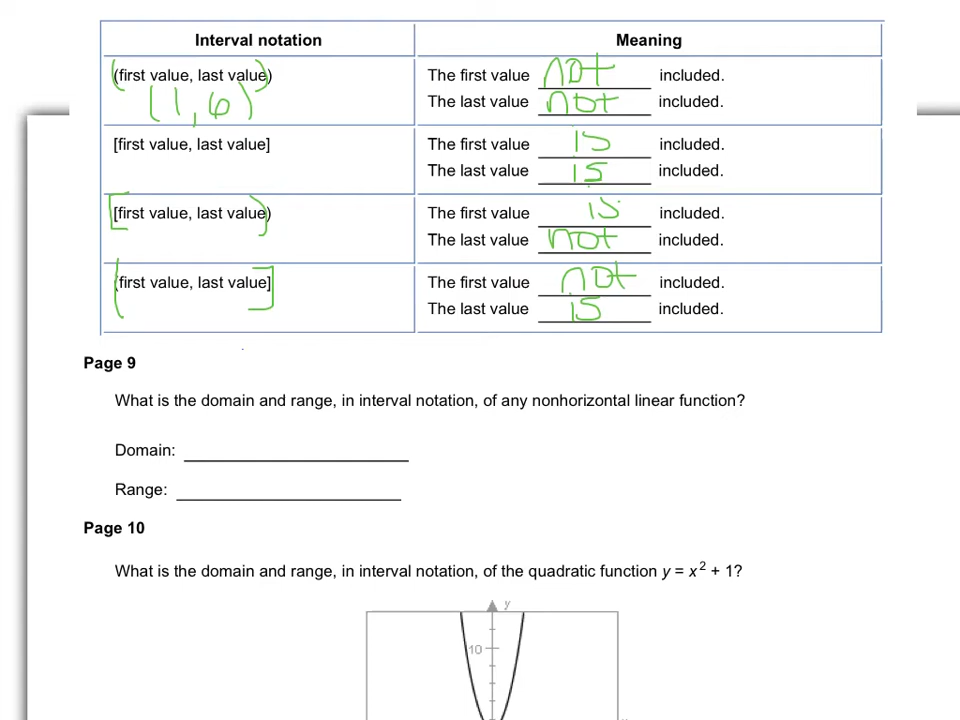 Interval notation
Meaning
(first value, last value)
(1, 6)
The first value not included.
The last value not included.
[first value, last value]
The first value is included.
The last value is included.
[first value, last value)
The first value is included.
The last value not included.
(first value, last value]
The first value not included.
The last value is included.
Page 9
What is the domain and range, in interval notation, of any nonhorizontal linear function?
Domain:
Range:
Page 10
What is the domain and range, in interval notation, of the quadratic function y = x² + 1?
y
10